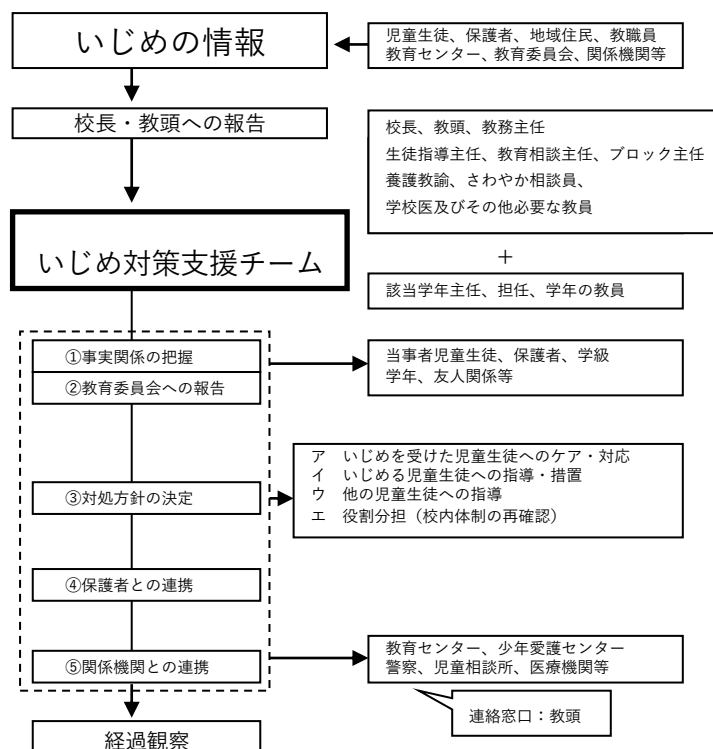 いじめの情報
児童生徒、保護者、地域住民、教職員
教育センター、教育委員会、関係機関等
校長・教頭への報告
校長、教頭、教務主任
生徒指導主任、教育相談主任、ブロック主任
養護教諭、さわやか相談員、
学校医及びその他必要な教員
いじめ対策支援チーム
+
該当学年主任、担任、学年の教員
①事実関係の把握
②教育委員会への報告
当事者児童生徒、保護者、学級
学年、友人関係等
③対処方針の決定
ア いじめを受けた児童生徒へのケア・対応
イ いじめる児童生徒への指導・措置
ウ 他の児童生徒への指導
エ 役割分担（校内体制の再確認）
④保護者との連携
⑤関係機関との連携
教育センター、少年愛護センター
警察、児童相談所、医療機関等
連絡窓口：教頭
経過観察